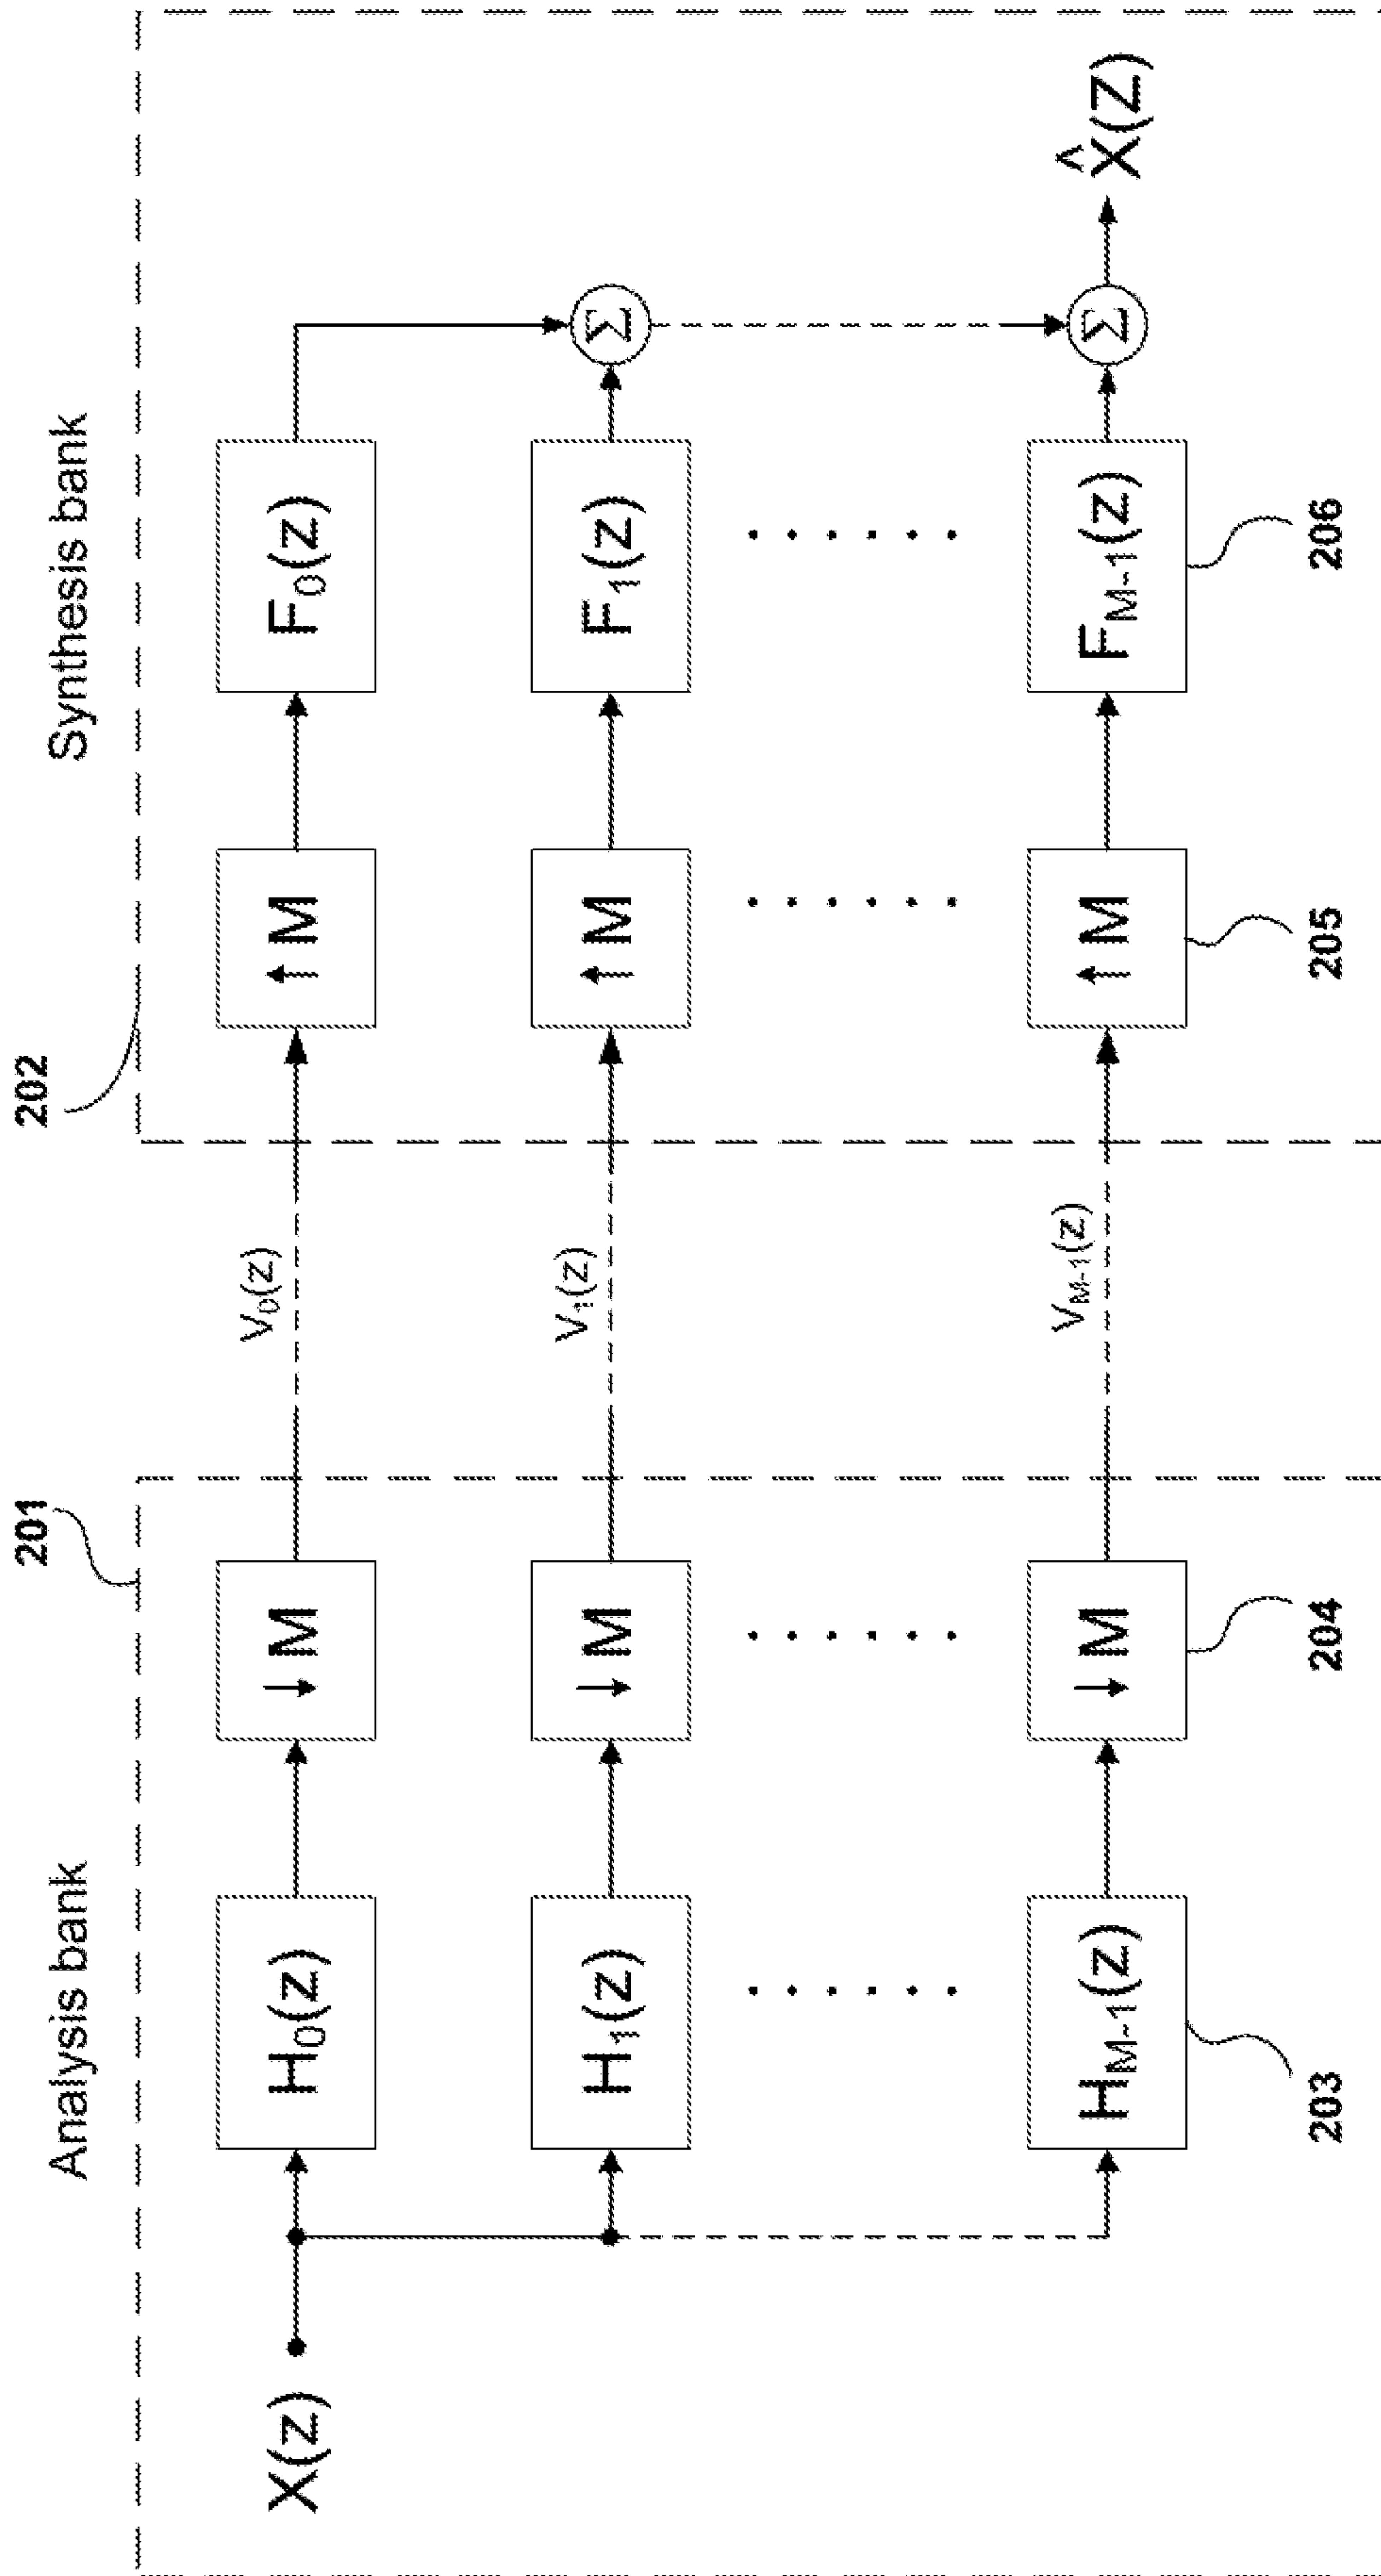 Analysis bank
Synthesis bank
201
202
X(z)
H0(z)
↓ M
V0(z)
↑ M
F0(z)
H1(z)
↓ M
V1(z)
↑ M
F1(z)
Σ
HM-1(z)
↓ M
VM-1(z)
↑ M
FM-1(z)
Σ
X̂(Z)
203
204
205
206